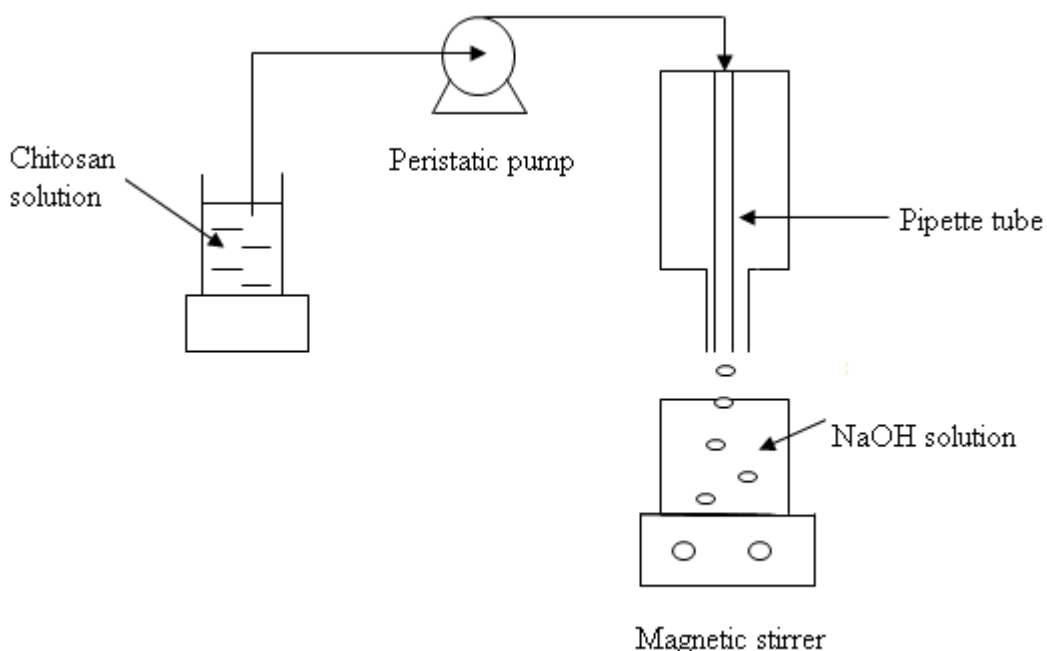 Chitosan
solution
Peristatic pump
Pipette tube
NaOH solution
Magnetic stirrer